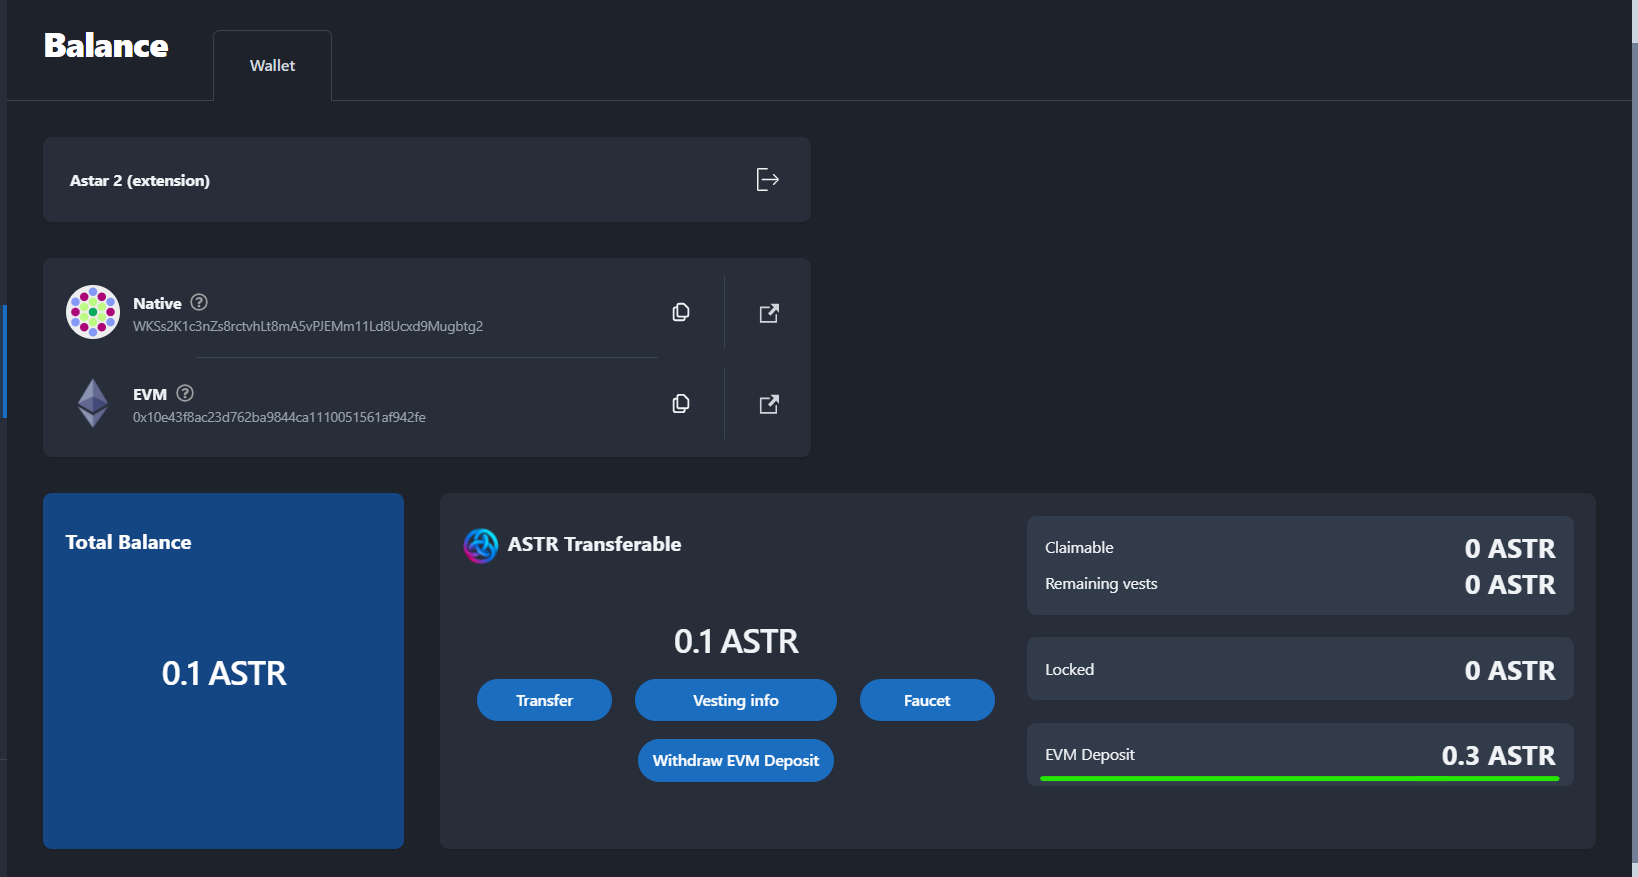 Balance
Wallet
Astar 2 (extension)
Native ?
WKSs2K1c3nZs8rctvhLt8mA5vPJEMm11Ld8Ucxd9Mugbtg2
EVM ?
0x10e43f8ac23d762ba9844ca1110051561af942fe
Total Balance
0.1 ASTR
ASTR Transferable
0.1 ASTR
Transfer
Vesting info
Faucet
Withdraw EVM Deposit
Claimable 0 ASTR
Remaining vests 0 ASTR
Locked 0 ASTR
EVM Deposit 0.3 ASTR